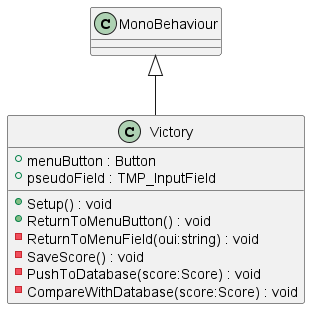 C MonoBehaviour
C Victory
menuButton : Button
pseudoField : TMP_InputField
Setup() : void
ReturnToMenuButton() : void
ReturnToMenuField(oui:string) : void
SaveScore() : void
PushToDatabase(score:Score) : void
CompareWithDatabase(score:Score) : void